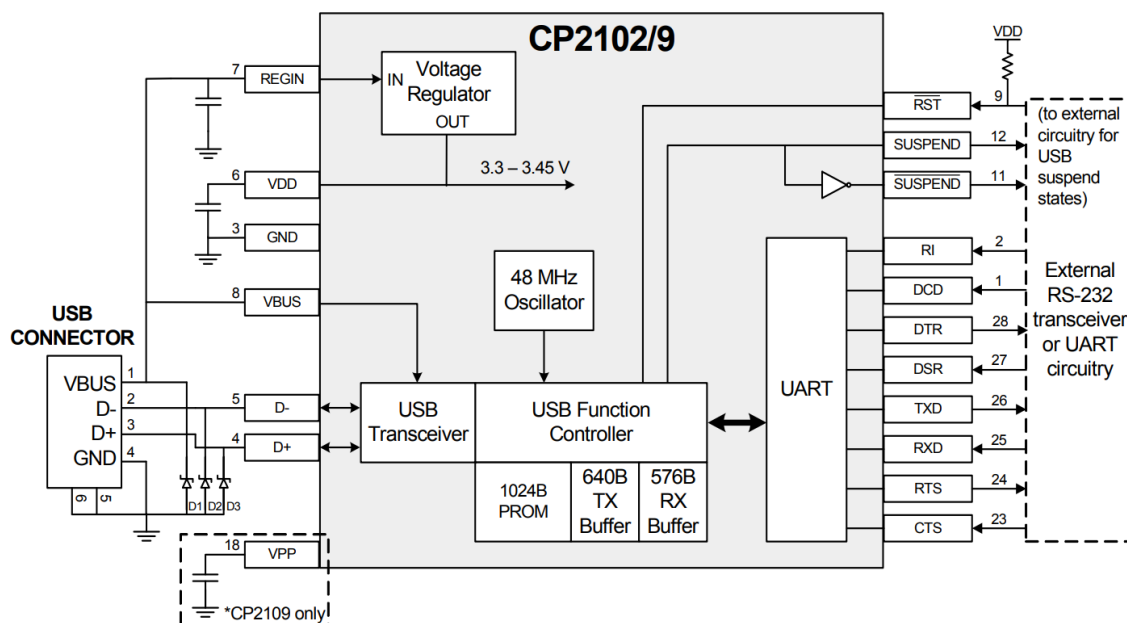 CP2102/9
VDD
7
REGIN
IN
Voltage
Regulator
OUT
9
RST
(to external
circuitry for
USB
suspend
states)
12
SUSPEND
6
VDD
3.3 – 3.45 V
11
SUSPEND
3
GND
2
RI
48 MHz
Oscillator
External
RS-232
transceiver
or UART
circuitry
1
DCD
8
VBUS
28
DTR
USB
CONNECTOR
27
DSR
VBUS
1
D-
2
D+
3
GND
4
6
5
D1
D2
D3
5
D-
4
D+
USB
Transceiver
USB Function
Controller
UART
26
TXD
25
RXD
1024B
PROM
640B
TX
Buffer
576B
RX
Buffer
24
RTS
23
CTS
18
VPP
*CP2109 only